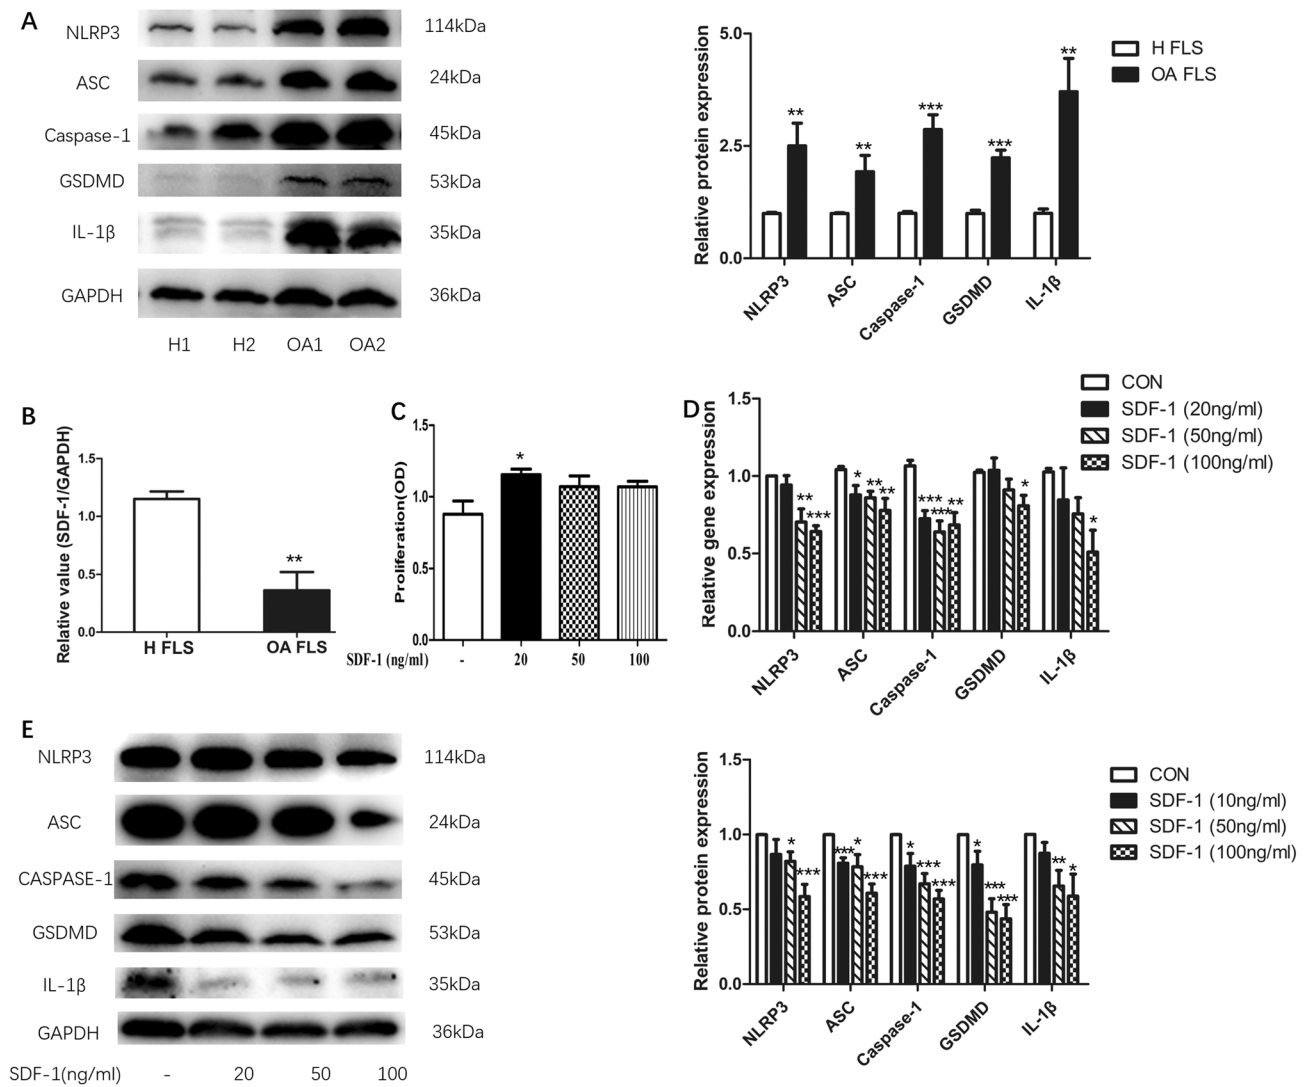 A
NLRP3
114kDa
ASC
24kDa
Caspase-1
45kDa
GSDMD
53kDa
IL-1β
35kDa
GAPDH
36kDa
H1 H2 OA1 OA2
Relative protein expression
5.0
2.5
0.0
** ** *** *** **
NLRP3 ASC Caspase-1 GSDMD IL-1β
H FLS
OA FLS
B
Relative value (SDF-1/GAPDH)
1.5
1.0
0.5
0.0
**
H FLS OA FLS
C
Proliferation(OD)
1.5
1.0
0.5
0.0
*
SDF-1 (ng/ml) - 20 50 100
D
Relative gene expression
1.5
1.0
0.5
0.0
** *** * ** ** *** *** ** * *
NLRP3 ASC Caspase-1 GSDMD IL-1β
CON
SDF-1 (20ng/ml)
SDF-1 (50ng/ml)
SDF-1 (100ng/ml)
E
NLRP3
114kDa
ASC
24kDa
CASPASE-1
45kDa
GSDMD
53kDa
IL-1β
35kDa
GAPDH
36kDa
SDF-1(ng/ml) - 20 50 100
Relative protein expression
1.5
1.0
0.5
0.0
* *** *** * *** * *** *** * *** *** ** *
NLRP3 ASC Caspase-1 GSDMD IL-1β
CON
SDF-1 (10ng/ml)
SDF-1 (50ng/ml)
SDF-1 (100ng/ml)